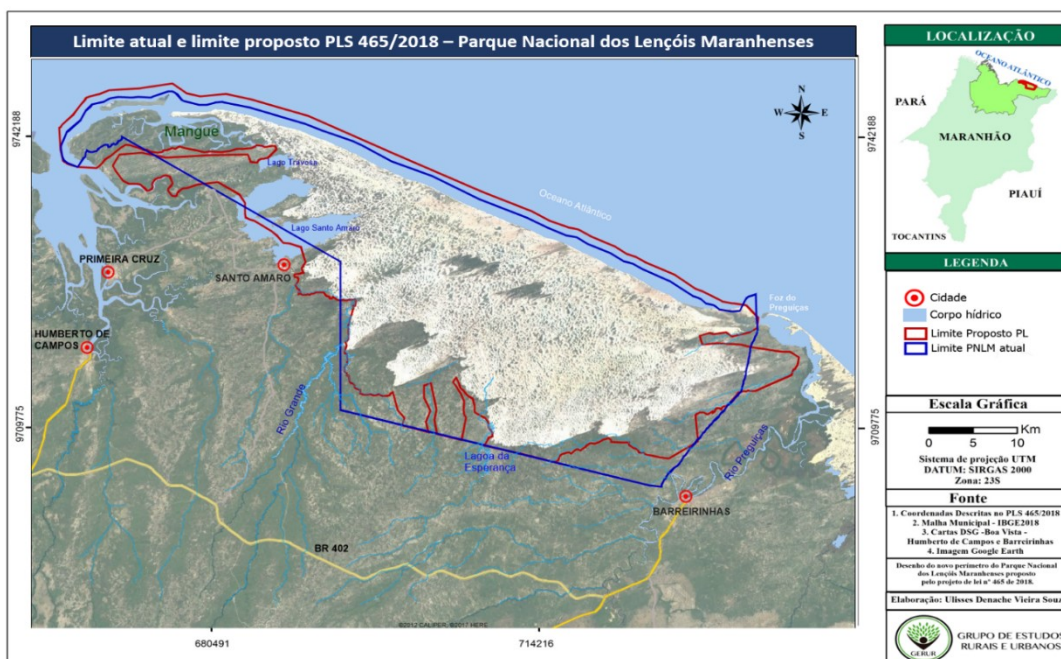 Limite atual e limite proposto PLS 465/2018 – Parque Nacional dos Lençóis Maranhenses
N
W E
S
9742188
9742188
Mangue
Lago Travosa
Oceano Atlântico
Lago Santo Amaro
PRIMEIRA CRUZ
SANTO AMARO
Foz do
Preguiças
HUMBERTO DE
CAMPOS
Rio Grande
9709775
9709775
Lagoa da
Esperança
Rio Preguiças
BARREIRINHAS
BR 402
©2017 CALIPER; ©2017 HERE
680491
714216
LOCALIZAÇÃO
OCEANO ATLÂNTICO
PARÁ
MARANHÃO
PIAUÍ
TOCANTINS
LEGENDA
Cidade
Corpo hídrico
Limite Proposto PL
Limite PNLM atual
Escala Gráfica
Km
0 5 10
Sistema de projeção UTM
DATUM: SIRGAS 2000
Zona: 23S
Fonte
1. Coordenadas Descritas no PLS 465/2018
2. Malha Municipal - IBGE2018
3. Cartas DSG -Boa Vista -
Humberto de Campos e Barreirinhas
4. Imagem Google Earth
Desenho do novo perímetro do Parque Nacional
dos Lençóis Maranhenses proposto
pelo projeto de lei nº 465 de 2018.
Elaboração: Ulisses Denache Vieira Souza
GERUR
GRUPO DE ESTUDOS
RURAIS E URBANOS